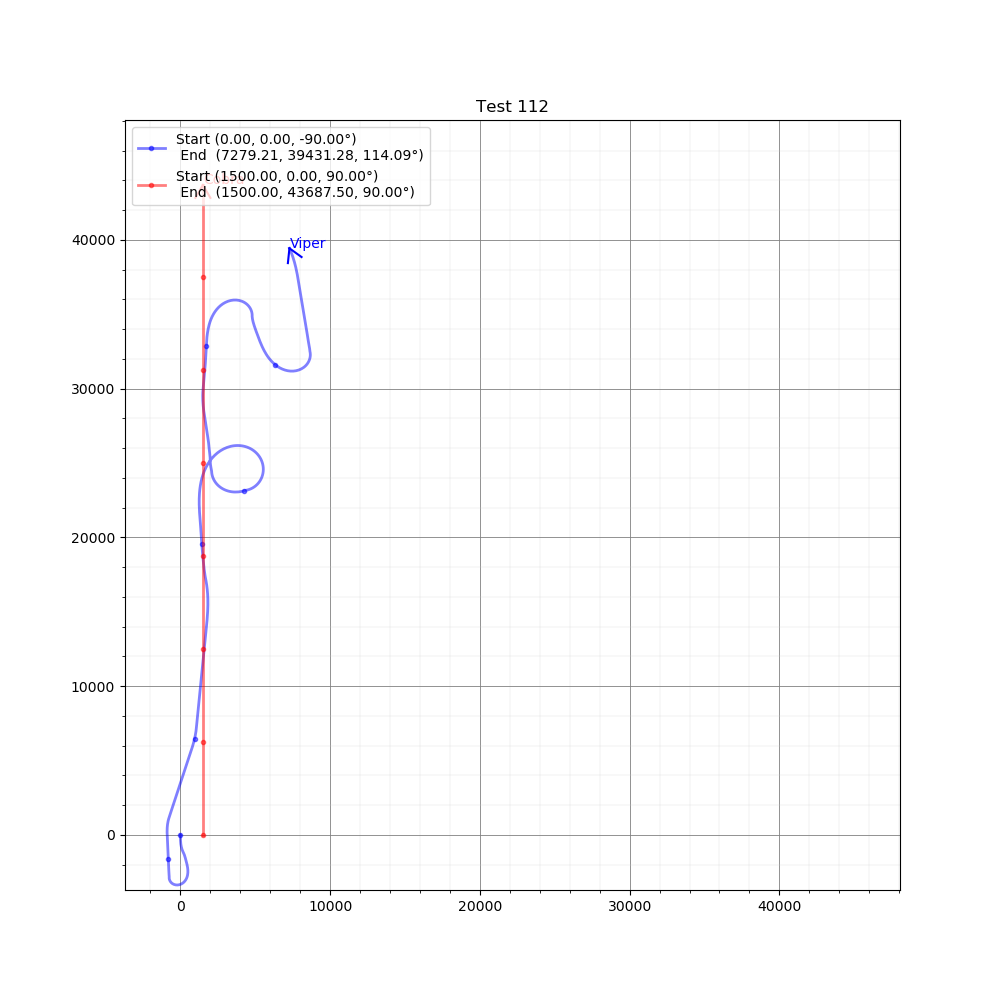 Test 112
Start (0.00, 0.00, -90.00°)
End (7279.21, 39431.28, 114.09°)
Start (1500.00, 0.00, 90.00°)
End (1500.00, 43687.50, 90.00°)
Viper
40000
30000
20000
10000
0
0 10000 20000 30000 40000